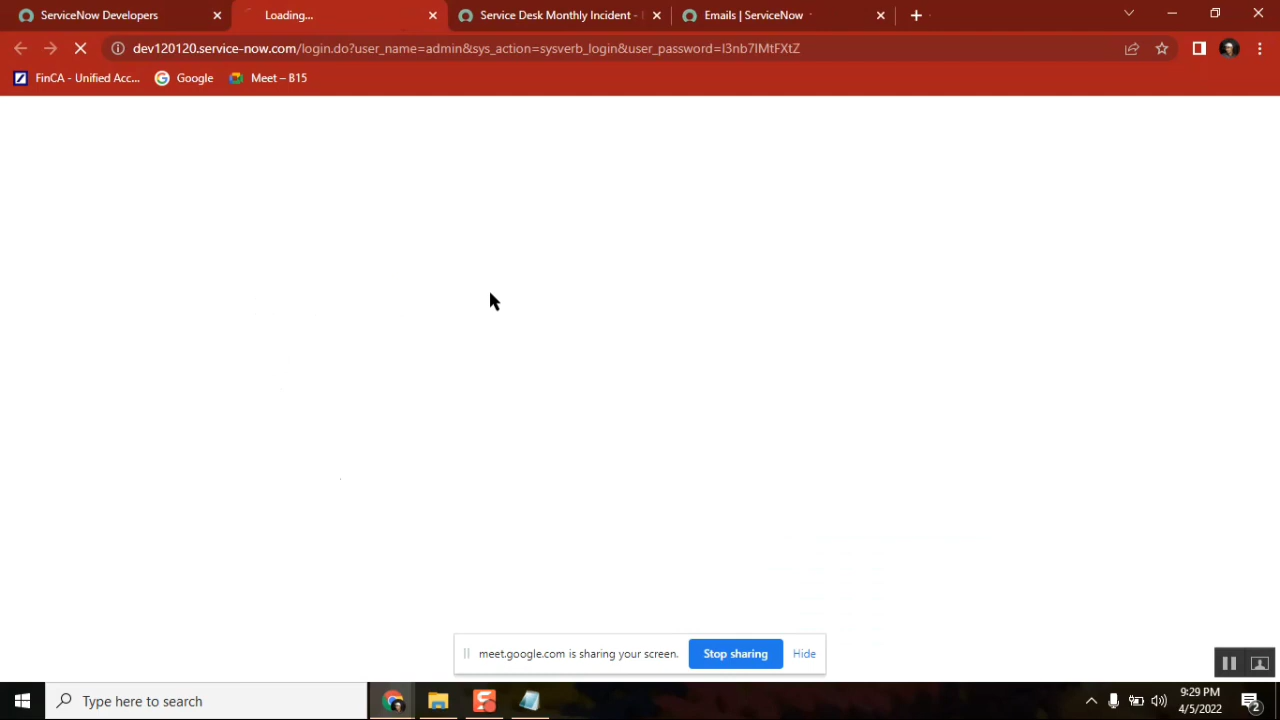 ServiceNow Developers
Loading...
Service Desk Monthly Incident -
Emails | ServiceNow
dev120120.service-now.com/login.do?user_name=admin&sys_action=sysverb_login&user_password=I3nb7IMtFXtZ
FinCA - Unified Acc...
Google
Meet – B15
meet.google.com is sharing your screen.
Stop sharing
Hide
Type here to search
9:29 PM
4/5/2022
2